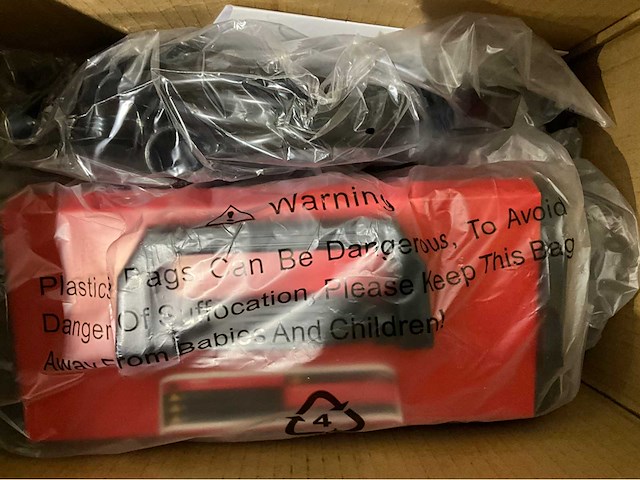 Warning
Plastics Bags Can Be Dangerous, To Avoid
Danger Of Suffocation, Please Keep This Bag
Away From Babies And Children!
4